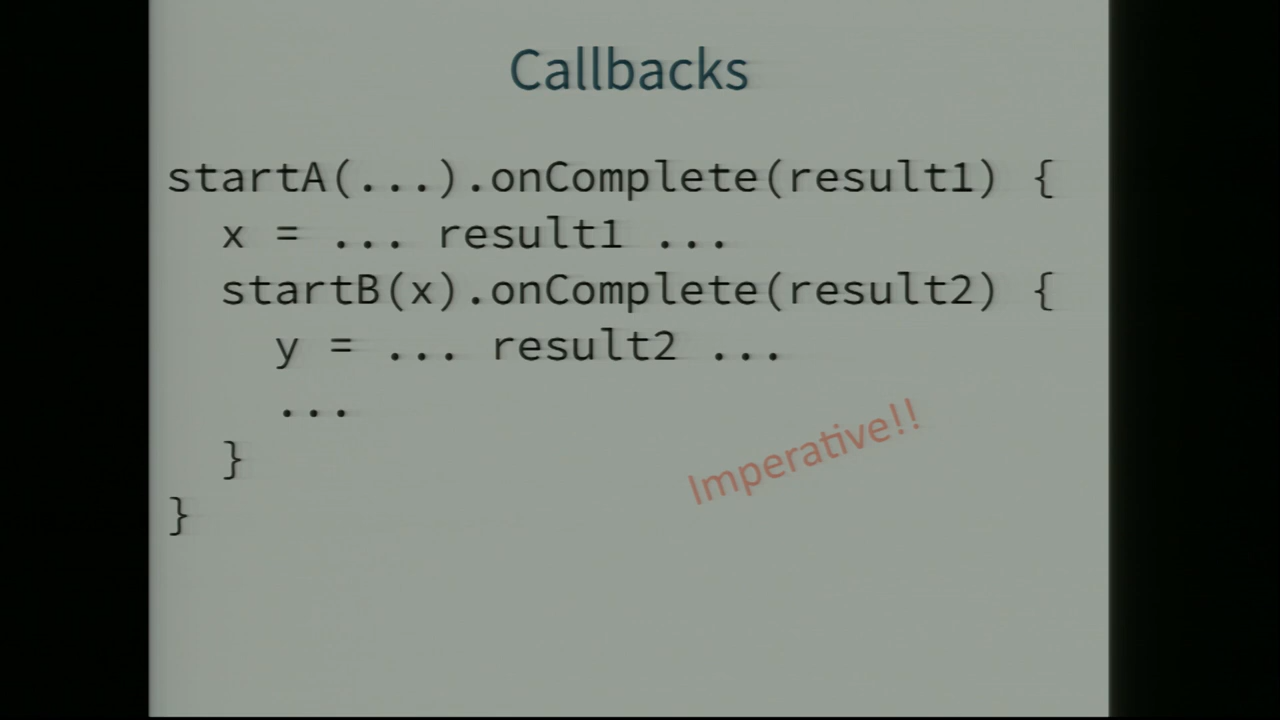 Callbacks
startA(...).onComplete(result1) {
  x = ... result1 ...
  startB(x).onComplete(result2) {
    y = ... result2 ...
    ...
  }
}
Imperative!!